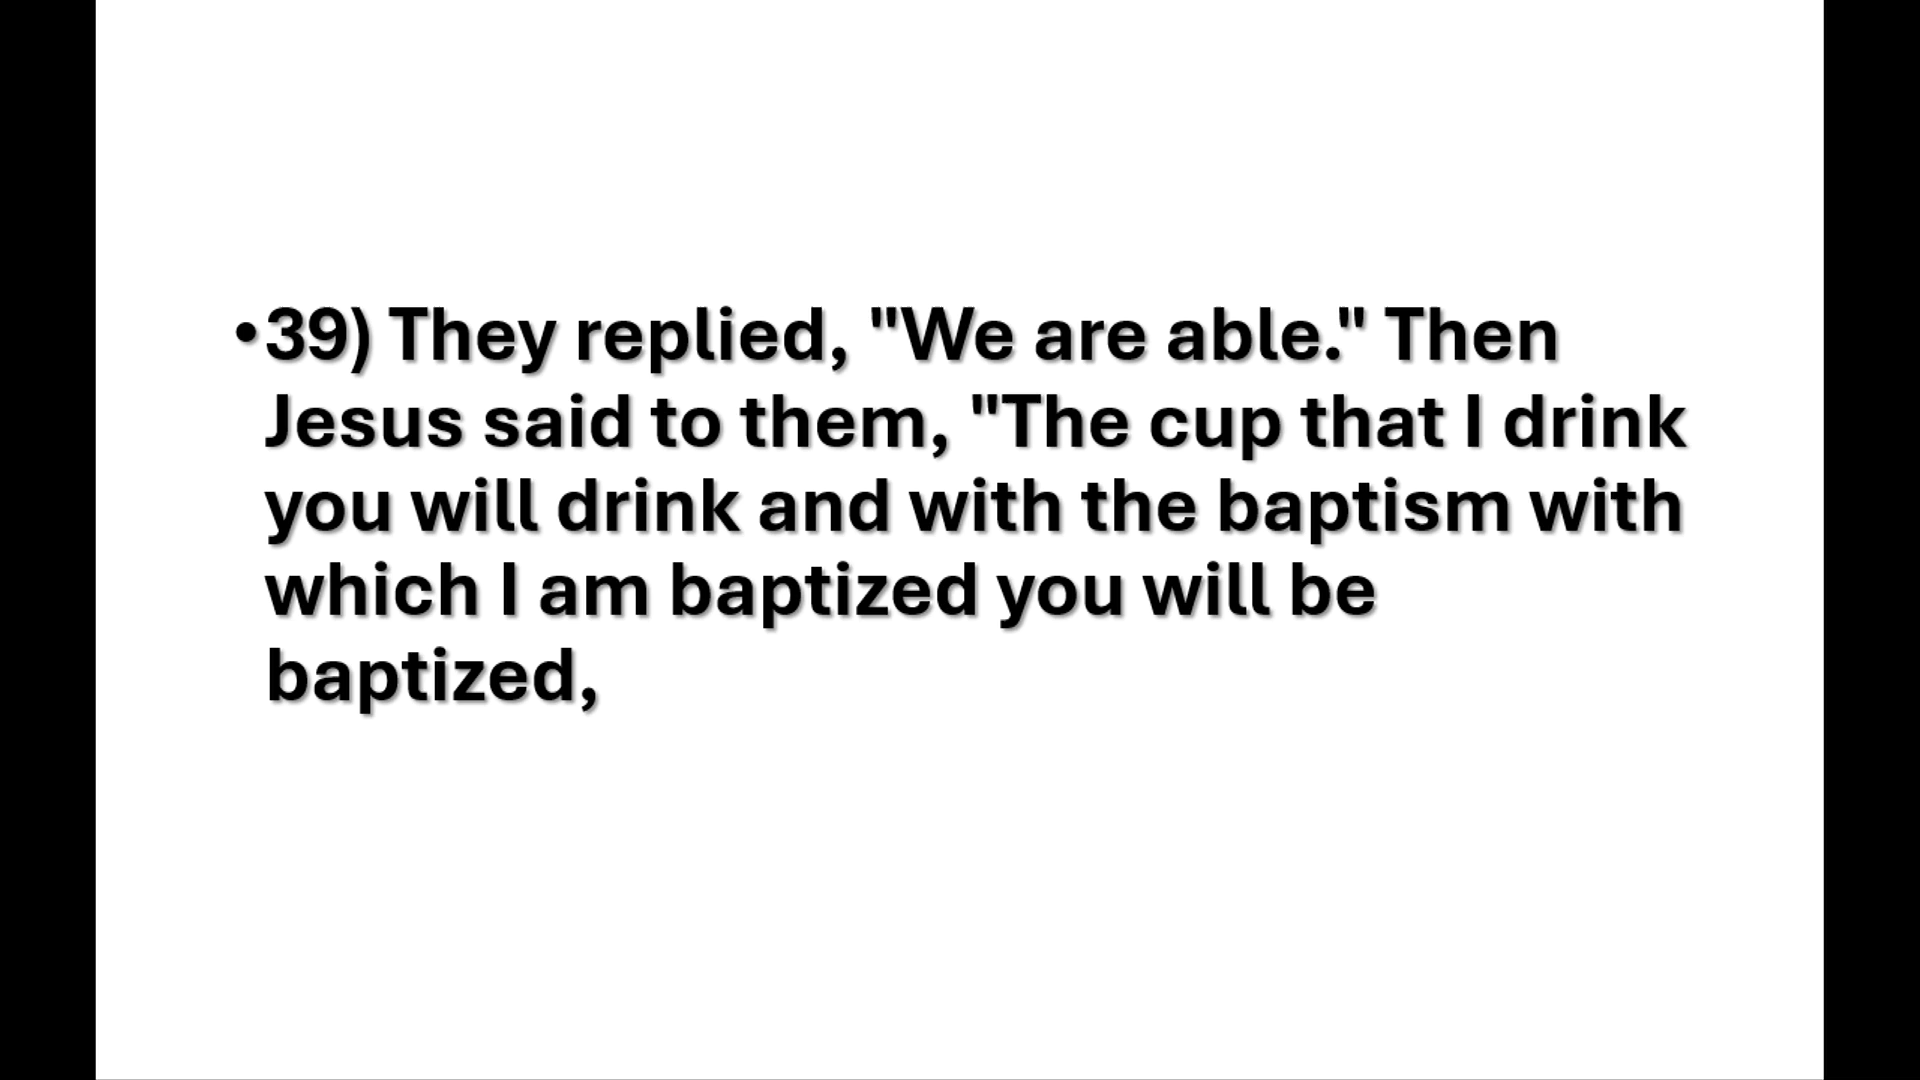 •39) They replied, "We are able." Then
Jesus said to them, "The cup that I drink
you will drink and with the baptism with
which I am baptized you will be
baptized,